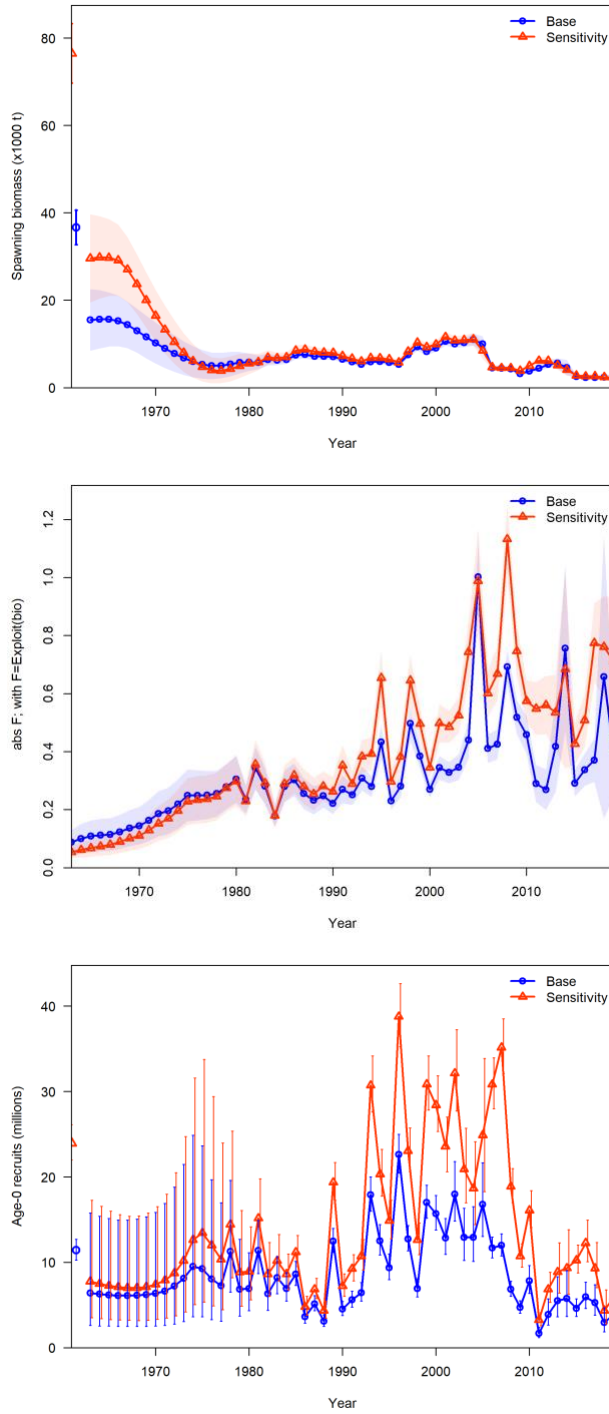 Base
Sensitivity
Spawning biomass (x1000 t)
80
60
40
20
0
1970 1980 1990 2000 2010
Year
Base
Sensitivity
abs F; with F=Exploit(bio)
1.2
1.0
0.8
0.6
0.4
0.2
0.0
1970 1980 1990 2000 2010
Year
Base
Sensitivity
Age-0 recruits (millions)
40
30
20
10
0
1970 1980 1990 2000 2010
Year